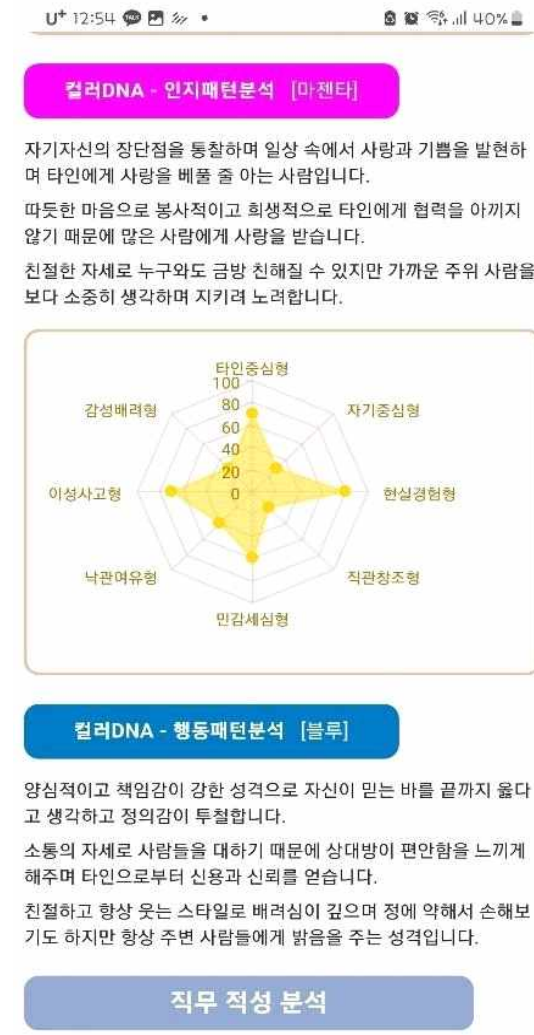 U+ 12:54
40%
컬러DNA - 인지패턴분석 [마젠타]
자기자신의 장단점을 통찰하며 일상 속에서 사랑과 기쁨을 발현하
며 타인에게 사랑을 베풀 줄 아는 사람입니다.
따듯한 마음으로 봉사적이고 희생적으로 타인에게 협력을 아끼지
않기 때문에 많은 사람에게 사랑을 받습니다.
친절한 자세로 누구와도 금방 친해질 수 있지만 가까운 주위 사람을
보다 소중히 생각하며 지키려 노려합니다.
타인중심형
100
감성배려형
80
자기중심형
60
40
20
이성사고형
0
현실경험형
낙관여유형
직관창조형
민감세심형
컬러DNA - 행동패턴분석 [블루]
양심적이고 책임감이 강한 성격으로 자신이 믿는 바를 끝까지 옳다
고 생각하고 정의감이 투철합니다.
소통의 자세로 사람들을 대하기 때문에 상대방이 편안함을 느끼게
해주며 타인으로부터 신용과 신뢰를 얻습니다.
친절하고 항상 웃는 스타일로 배려심이 깊으며 정에 약해서 손해보
기도 하지만 항상 주변 사람들에게 밝음을 주는 성격입니다.
직무 적성 분석